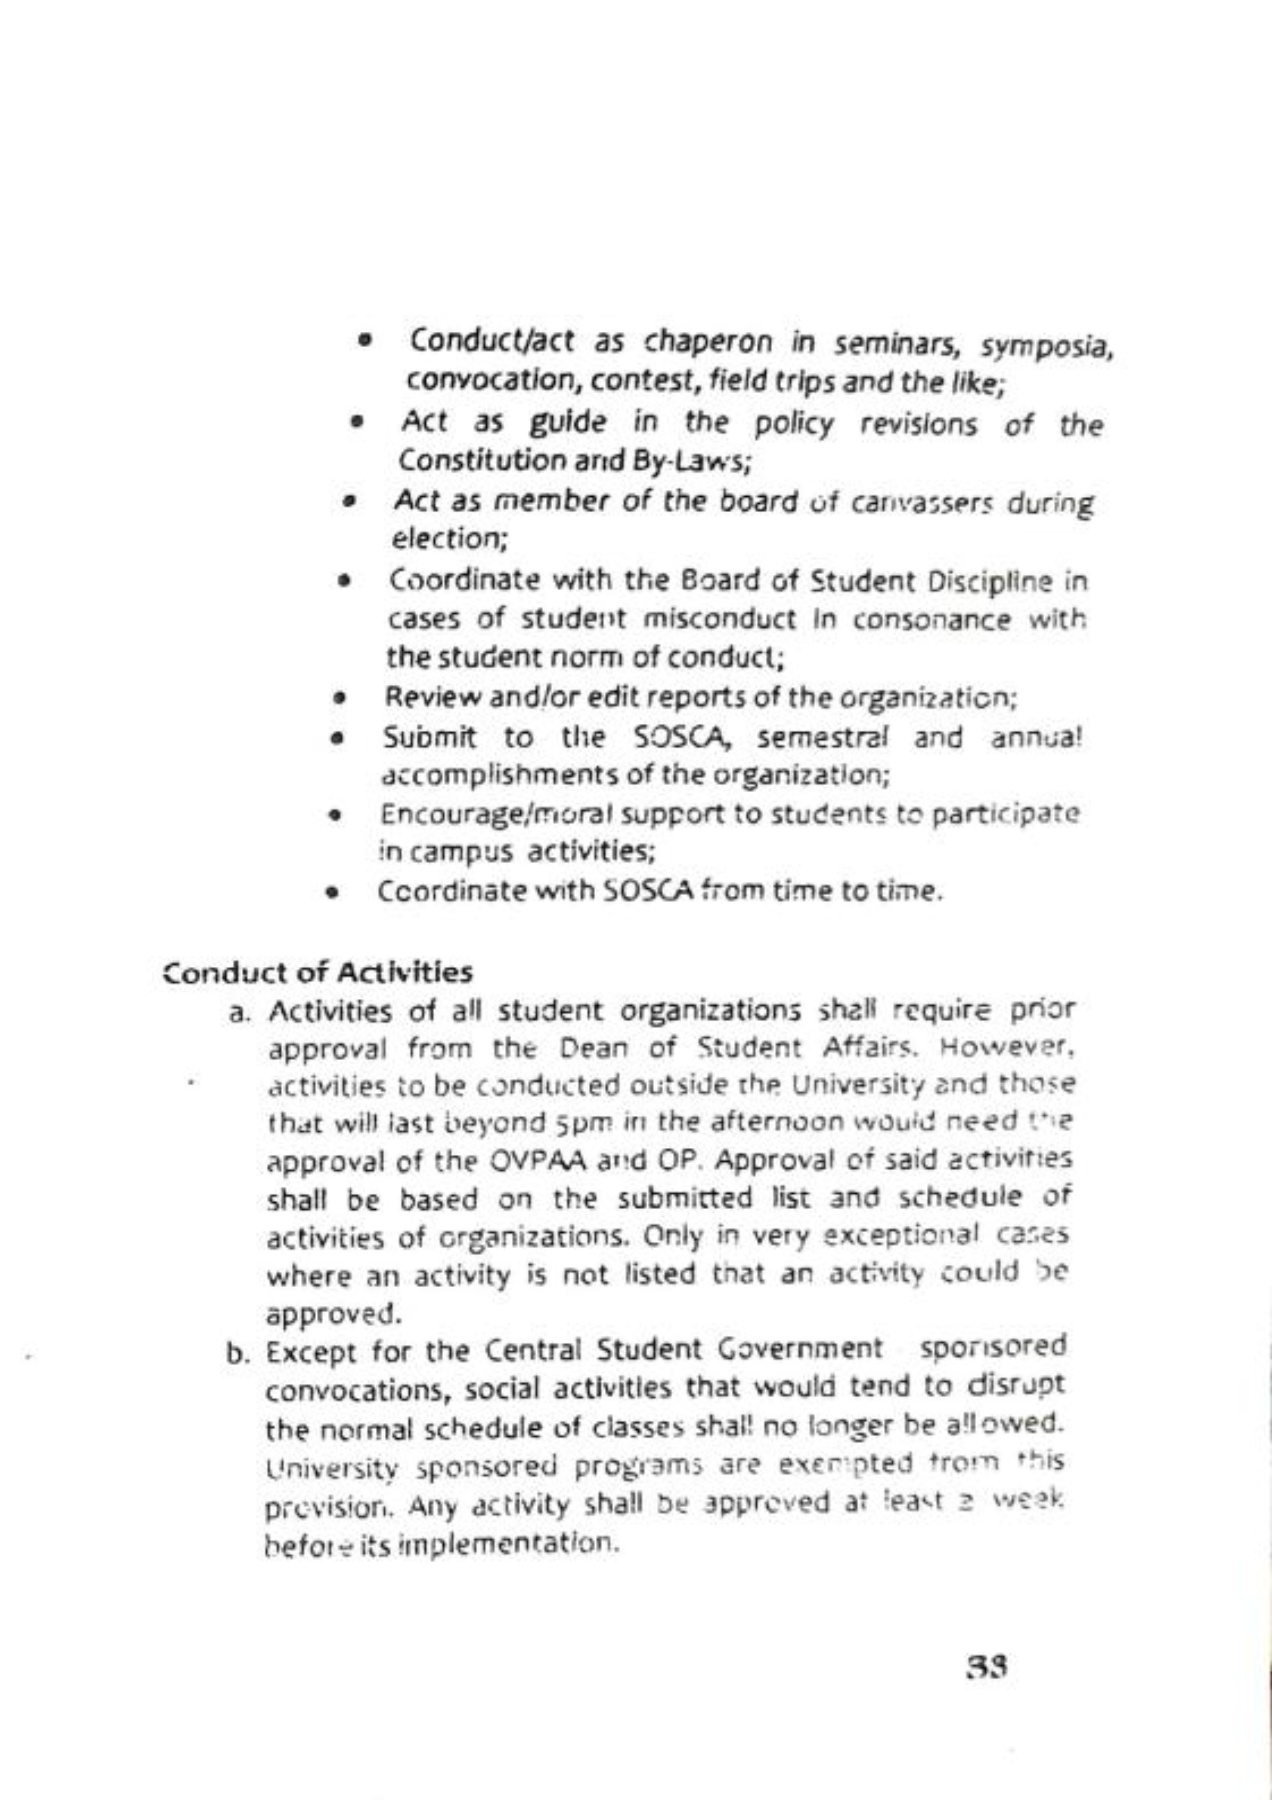 • Conduct/act as chaperon in seminars, symposia,
convocation, contest, field trips and the like;
• Act as guide in the policy revisions of the
Constitution and By-Laws;
• Act as member of the board of canvassers during
election;
• Coordinate with the Board of Student Discipline in
cases of student misconduct in consonance with
the student norm of conduct;
• Review and/or edit reports of the organization;
• Submit to the SOSCA, semestral and annual
accomplishments of the organization;
• Encourage/moral support to students to participate
in campus activities;
• Coordinate with SOSCA from time to time.
Conduct of Activities
a. Activities of all student organizations shall require prior
approval from the Dean of Student Affairs. However,
activities to be conducted outside the University and those
that will last beyond 5pm in the afternoon would need the
approval of the OVPAA and OP. Approval of said activities
shall be based on the submitted list and schedule of
activities of organizations. Only in very exceptional cases
where an activity is not listed that an activity could be
approved.
b. Except for the Central Student Government sponsored
convocations, social activities that would tend to disrupt
the normal schedule of classes shall no longer be allowed.
University sponsored programs are exempted from this
provision. Any activity shall be approved at least a week
before its implementation.
33